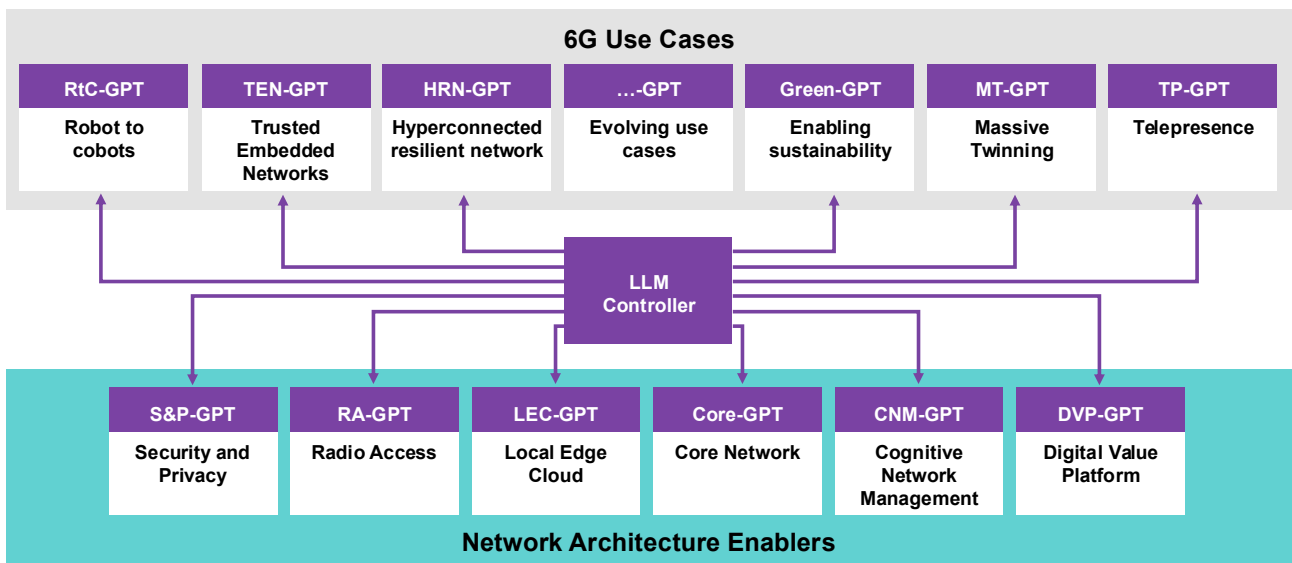 6G Use Cases
RtC-GPT
Robot to
cobots
TEN-GPT
Trusted
Embedded
Networks
HRN-GPT
Hyperconnected
resilient network
...-GPT
Evolving use
cases
Green-GPT
Enabling
sustainability
MT-GPT
Massive
Twinning
TP-GPT
Telepresence
LLM
Controller
S&P-GPT
Security and
Privacy
RA-GPT
Radio Access
LEC-GPT
Local Edge
Cloud
Core-GPT
Core Network
CNM-GPT
Cognitive
Network
Management
DVP-GPT
Digital Value
Platform
Network Architecture Enablers